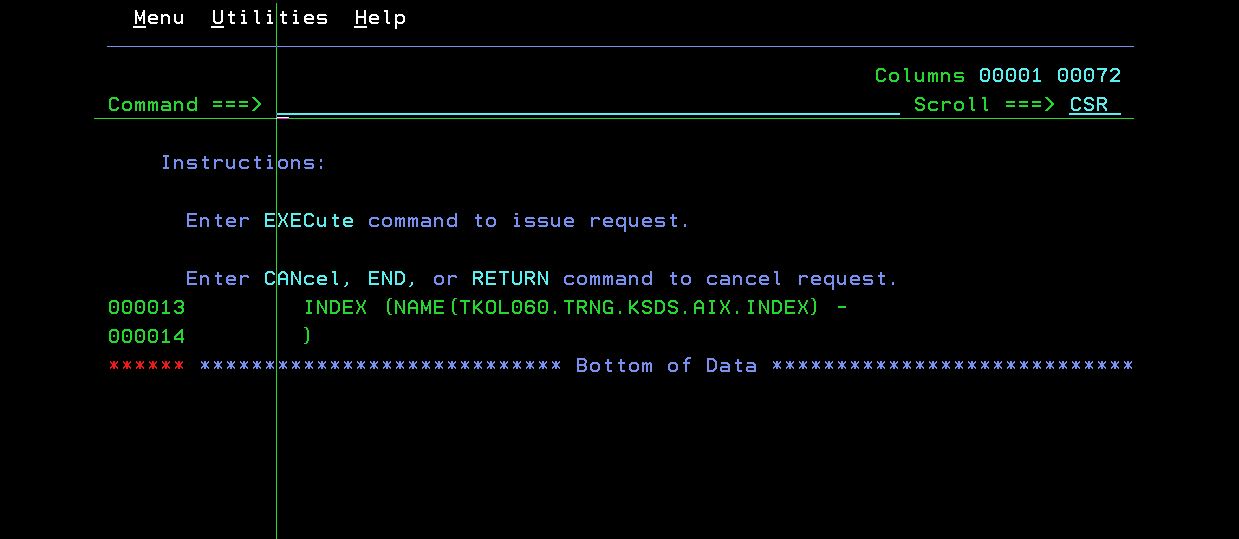 Menu Utilities Help
Columns 00001 00072
Command ===> Scroll ===> CSR
Instructions:
Enter EXECute command to issue request.
Enter CANcel, END, or RETURN command to cancel request.
000013 INDEX (NAME(TKOL060.TRNG.KSDS.AIX.INDEX) -
000014 )
****** **************************** Bottom of Data ****************************